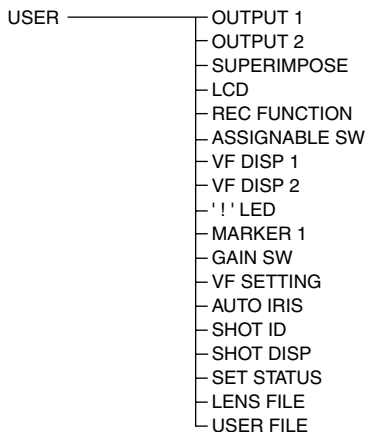 USER
OUTPUT 1
OUTPUT 2
SUPERIMPOSE
LCD
REC FUNCTION
ASSIGNABLE SW
VF DISP 1
VF DISP 2
' ! ' LED
MARKER 1
GAIN SW
VF SETTING
AUTO IRIS
SHOT ID
SHOT DISP
SET STATUS
LENS FILE
USER FILE